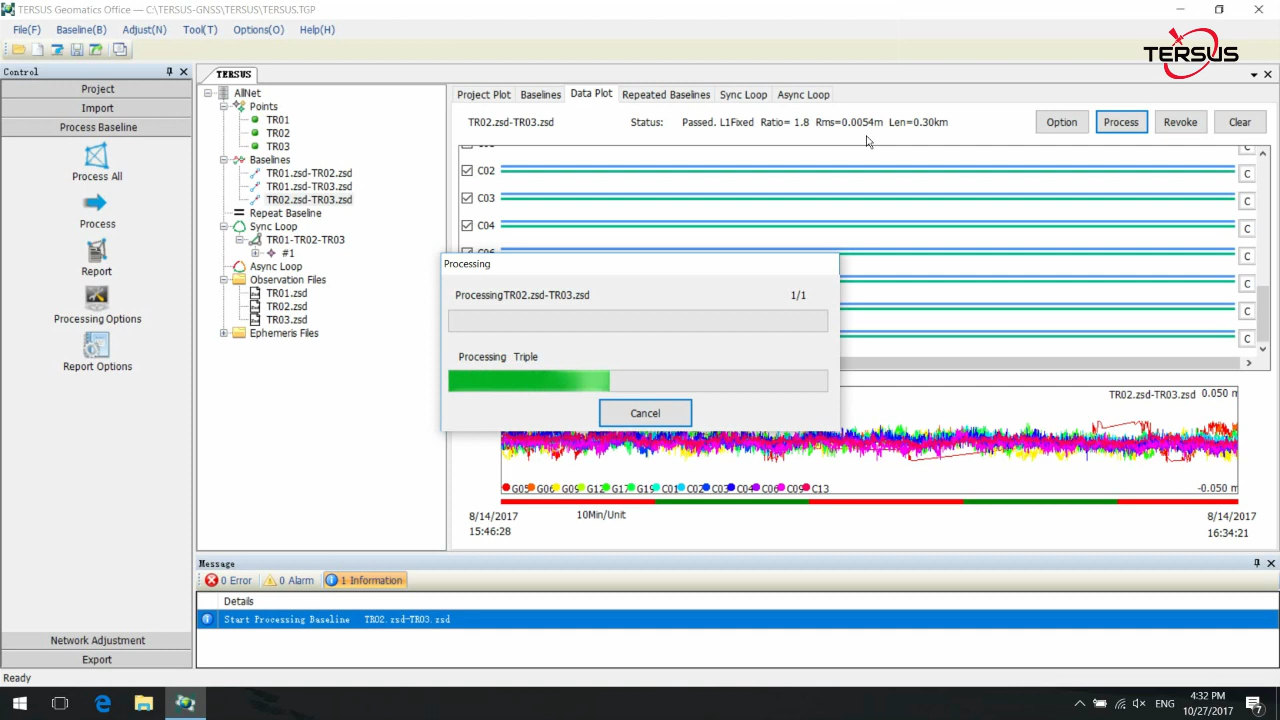 TERSUS Geomatics Office — C:\TERSUS-GNSS\TERSUS\TERSUS.TGP
File(F) Baseline(B) Adjust(N) Tool(T) Options(O) Help(H)
TERSUS
Control
Project
Import
Process Baseline
Process All
Process
Report
Processing Options
Report Options
Network Adjustment
Export
TERSUS
AllNet
Points
TR01
TR02
TR03
Baselines
TR01.zsd-TR02.zsd
TR01.zsd-TR03.zsd
TR02.zsd-TR03.zsd
Repeat Baseline
Sync Loop
TR01-TR02-TR03
#1
Async Loop
Observation Files
TR01.zsd
TR02.zsd
TR03.zsd
Ephemeris Files
Project Plot Baselines Data Plot Repeated Baselines Sync Loop Async Loop
TR02.zsd-TR03.zsd Status: Passed. L1Fixed Ratio= 1.8 Rms=0.0054m Len=0.30km Option Process Revoke Clear
C
C02 C
C03 C
C04 C
C
C
C
C
Processing
ProcessingTR02.zsd-TR03.zsd 1/1
Processing Triple
Cancel
TR02.zsd-TR03.zsd 0.050 m
G05 G06 G09 G12 G17 G19 C01 C02 C03 C04 C06 C09 C13 -0.050 m
8/14/2017 10Min/Unit 8/14/2017
15:46:28 16:34:21
Message
0 Error 0 Alarm 1 Information
Details
Start Processing Baseline TR02.zsd-TR03.zsd
Ready
ENG 4:32 PM
10/27/2017 7